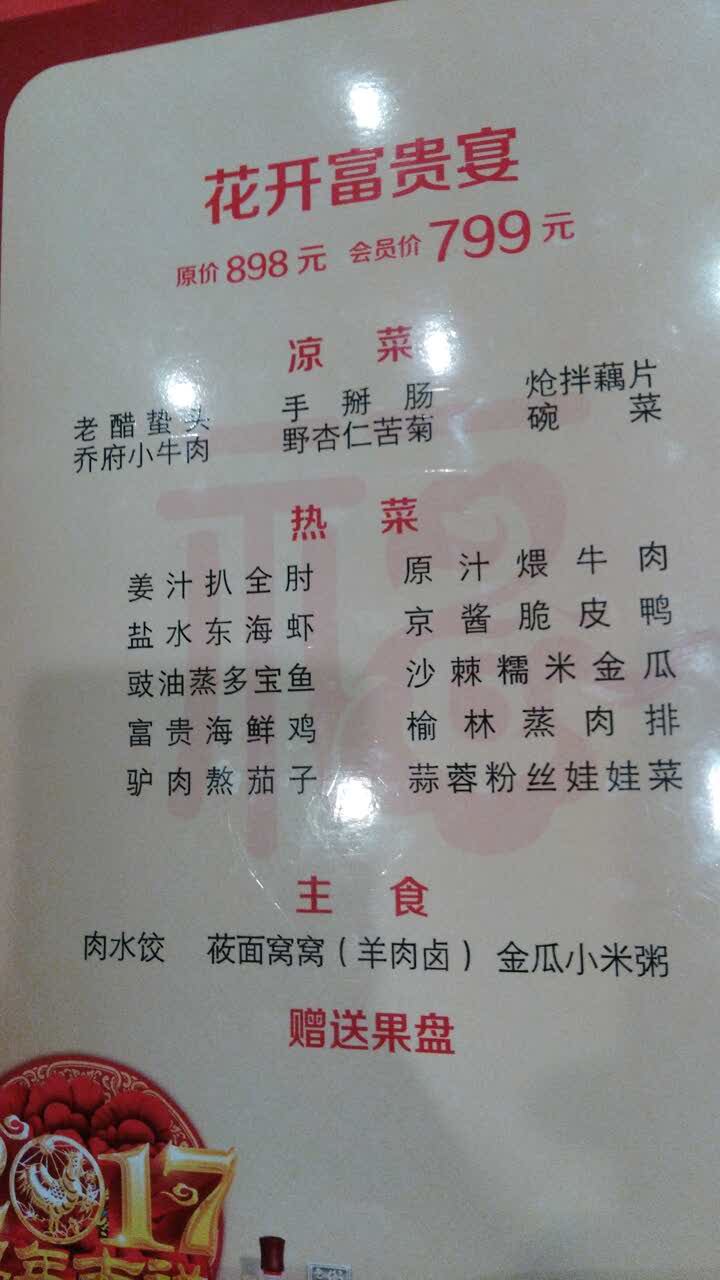 花开富贵宴
原价898元 会员价799元
凉菜
老醋蛰头 手掰肠 炝拌藕片
乔府小牛肉 野杏仁苦菊 碗菜
热菜
姜汁扒全肘 原汁煨牛肉
盐水东海虾 京酱脆皮鸭
豉油蒸多宝鱼 沙棘糯米金瓜
富贵海鲜鸡 榆林蒸肉排
驴肉熬茄子 蒜蓉粉丝娃娃菜
主食
肉水饺 莜面窝窝(羊肉卤) 金瓜小米粥
赠送果盘
2017